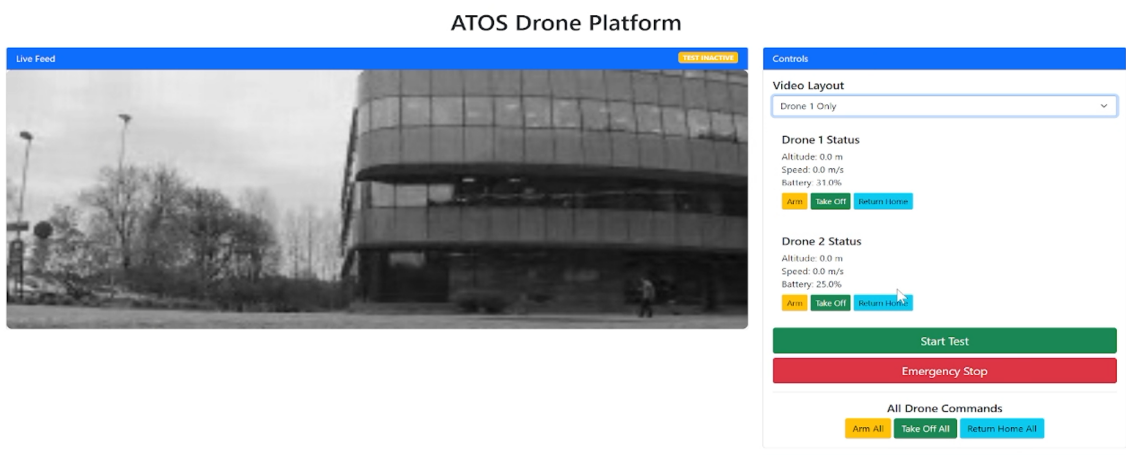 ATOS Drone Platform
Live Feed
TEST INACTIVE
Controls
Video Layout
Drone 1 Only
Drone 1 Status
Altitude: 0.0 m
Speed: 0.0 m/s
Battery: 31.0%
Arm Take Off Return Home
Drone 2 Status
Altitude: 0.0 m
Speed: 0.0 m/s
Battery: 25.0%
Arm Take Off Return Home
Start Test
Emergency Stop
All Drone Commands
Arm All Take Off All Return Home All